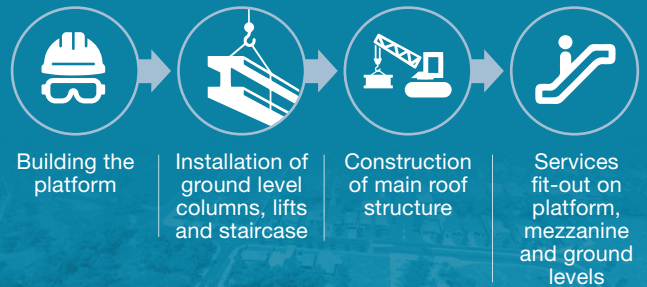 Building the
platform
Installation of
ground level
columns, lifts
and staircase
Construction
of main roof
structure
Services
fit-out on
platform,
mezzanine
and ground
levels